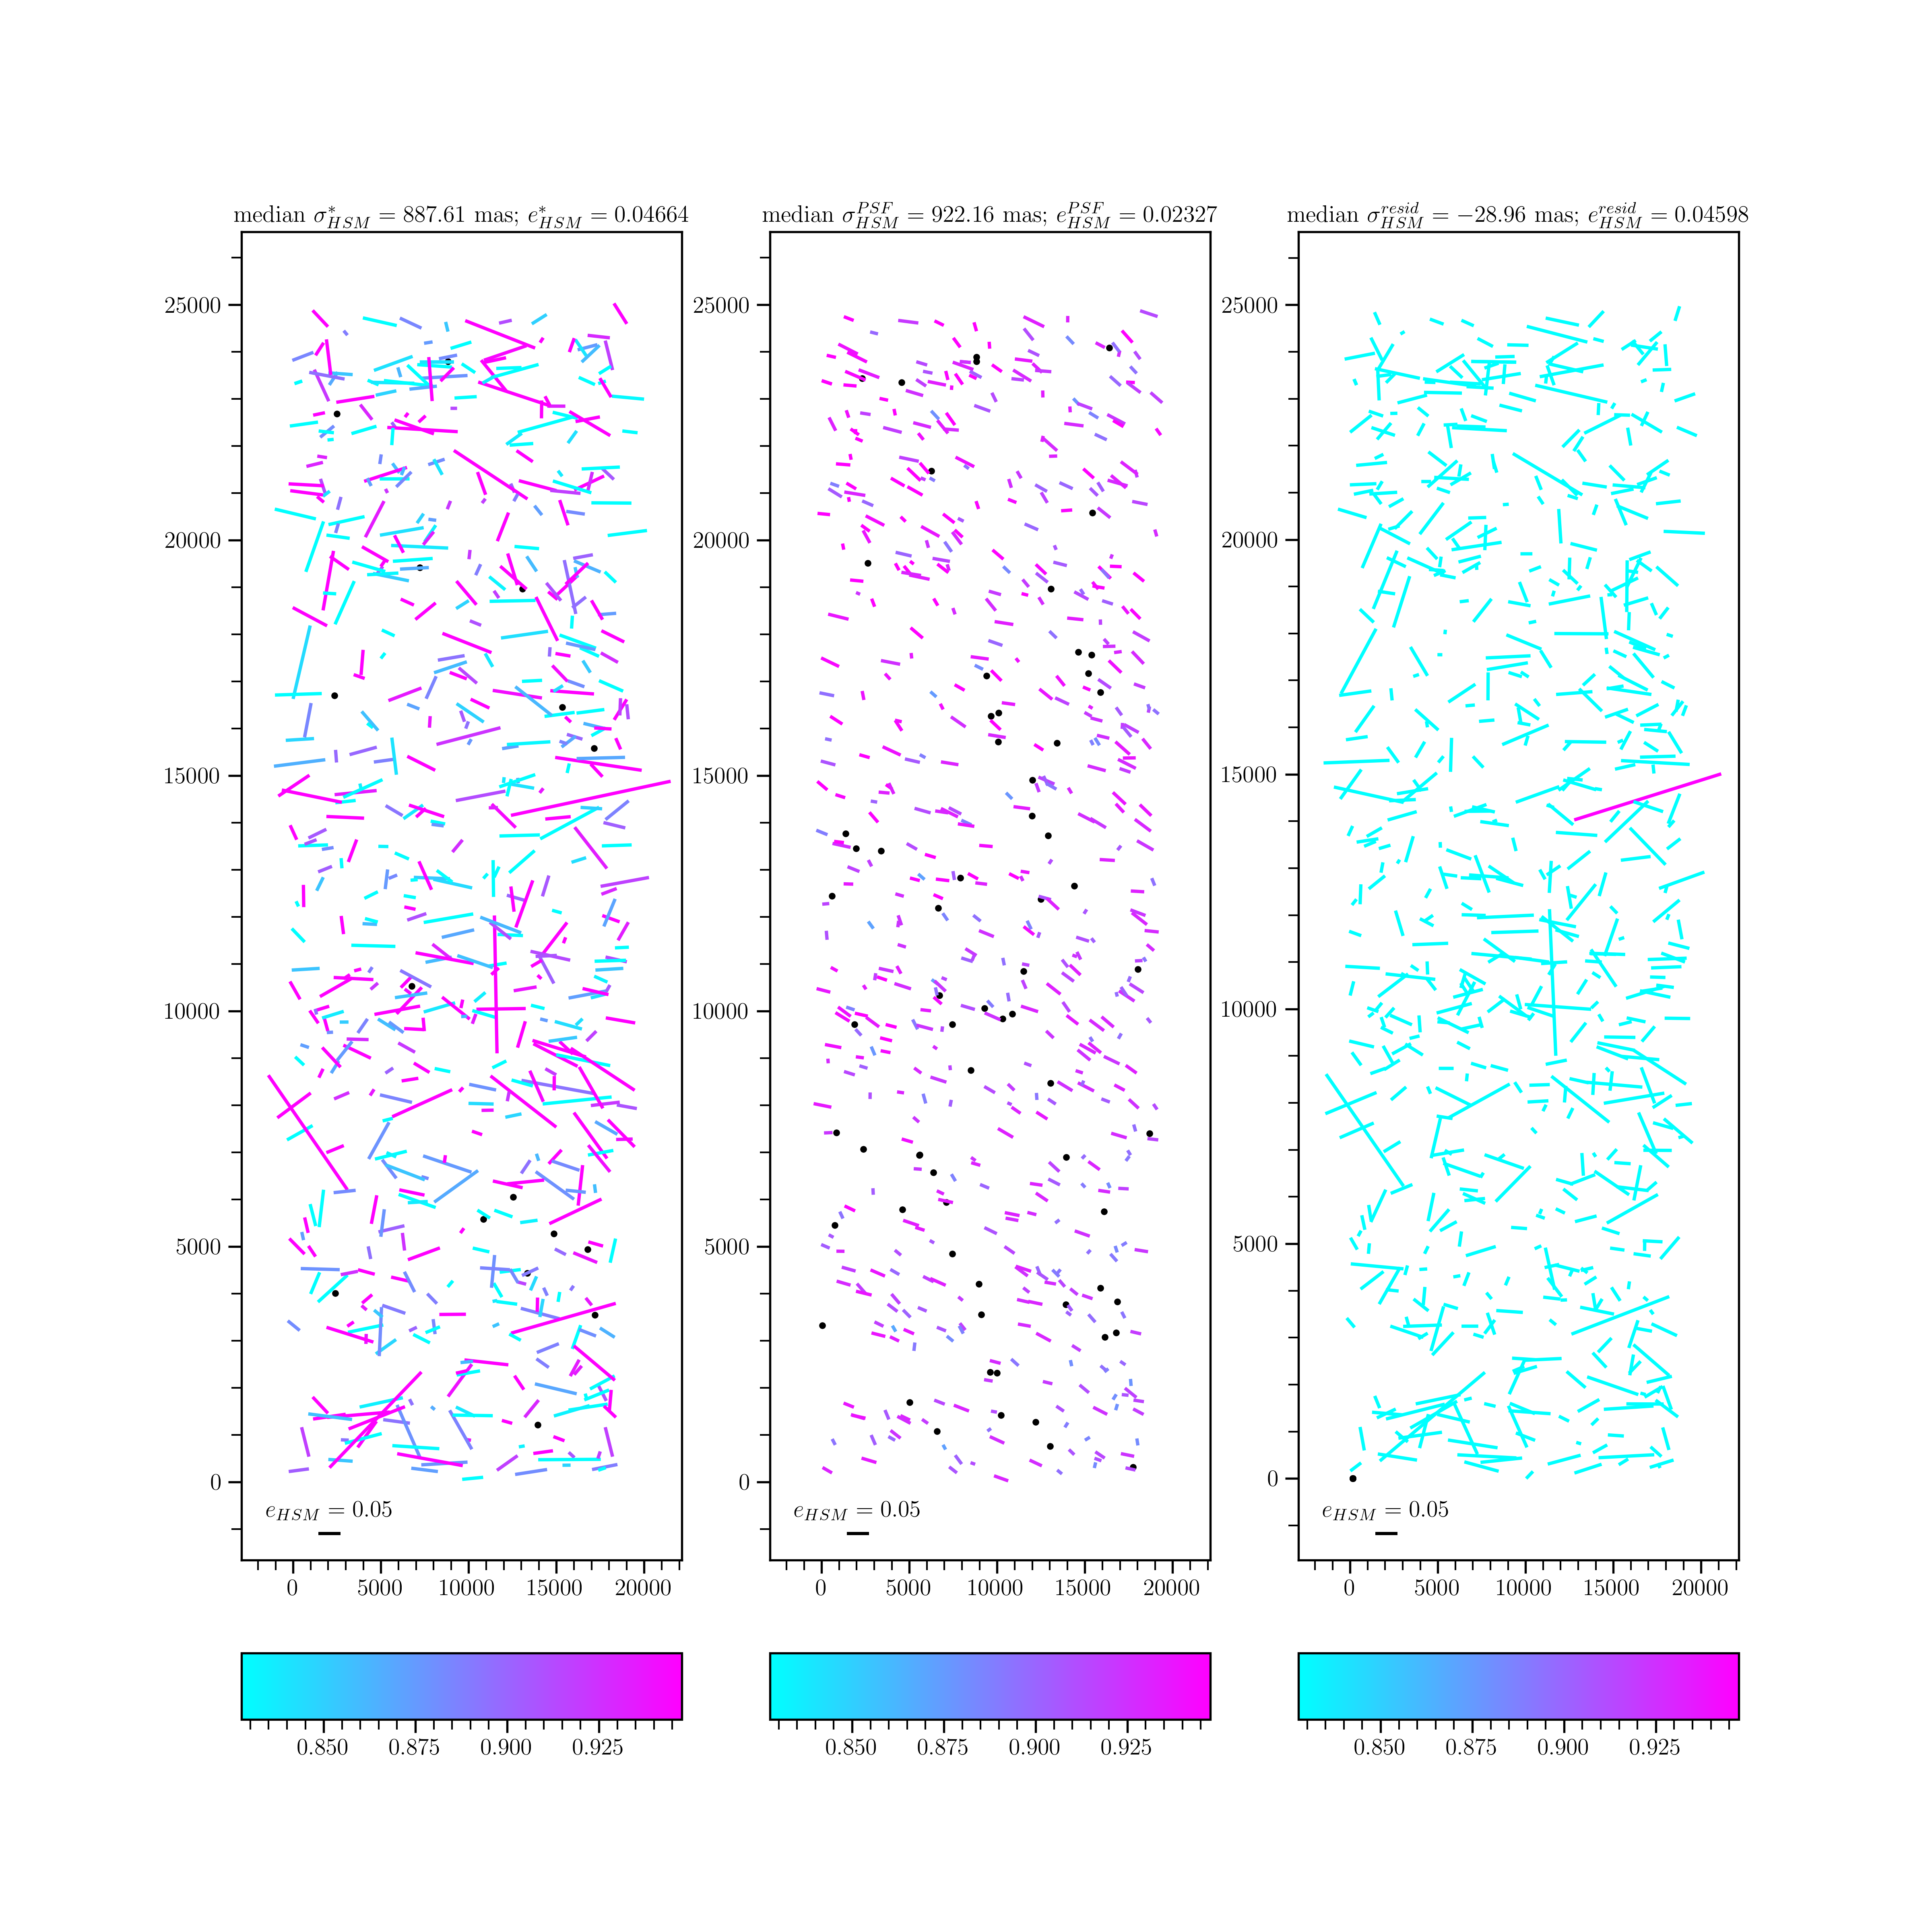 median σ*HSM = 887.61 mas; e*HSM = 0.04664
median σPSFHSM = 922.16 mas; ePSFHSM = 0.02327
median σresidHSM = −28.96 mas; eresidHSM = 0.04598
25000
20000
15000
10000
5000
0
eHSM = 0.05
0 5000 10000 15000 20000
0.850 0.875 0.900 0.925
25000
20000
15000
10000
5000
0
eHSM = 0.05
0 5000 10000 15000 20000
0.850 0.875 0.900 0.925
25000
20000
15000
10000
5000
0
eHSM = 0.05
0 5000 10000 15000 20000
0.850 0.875 0.900 0.925